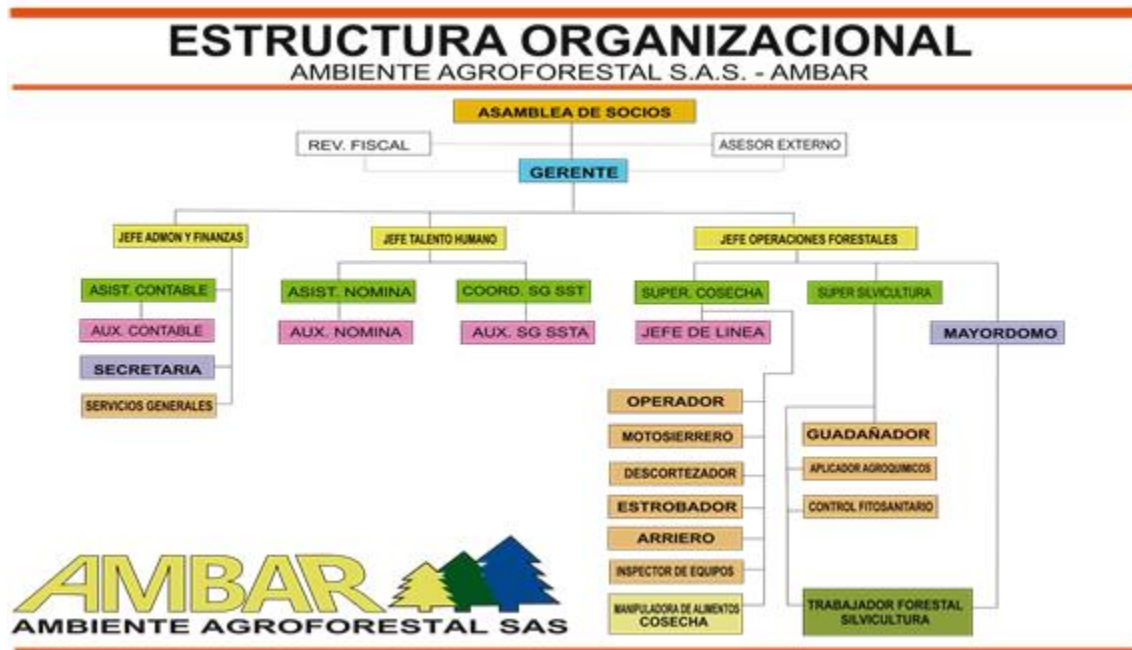 ESTRUCTURA ORGANIZACIONAL
AMBIENTE AGROFORESTAL S.A.S. - AMBAR
ASAMBLEA DE SOCIOS
REV. FISCAL
ASESOR EXTERNO
GERENTE
JEFE ADMON Y FINANZAS
JEFE TALENTO HUMANO
JEFE OPERACIONES FORESTALES
ASIST. CONTABLE
ASIST. NOMINA
COORD. SG SST
SUPER. COSECHA
SUPER SILVICULTURA
AUX. CONTABLE
AUX. NOMINA
AUX. SG SSTA
JEFE DE LINEA
MAYORDOMO
SECRETARIA
SERVICIOS GENERALES
OPERADOR
MOTOSIERRERO
DESCORTEZADOR
ESTROBADOR
ARRIERO
INSPECTOR DE EQUIPOS
MANIPULADORA DE ALIMENTOS
COSECHA
GUADAÑADOR
APLICADOR AGROQUIMICOS
CONTROL FITOSANITARIO
TRABAJADOR FORESTAL
SILVICULTURA
AMBAR
AMBIENTE AGROFORESTAL SAS